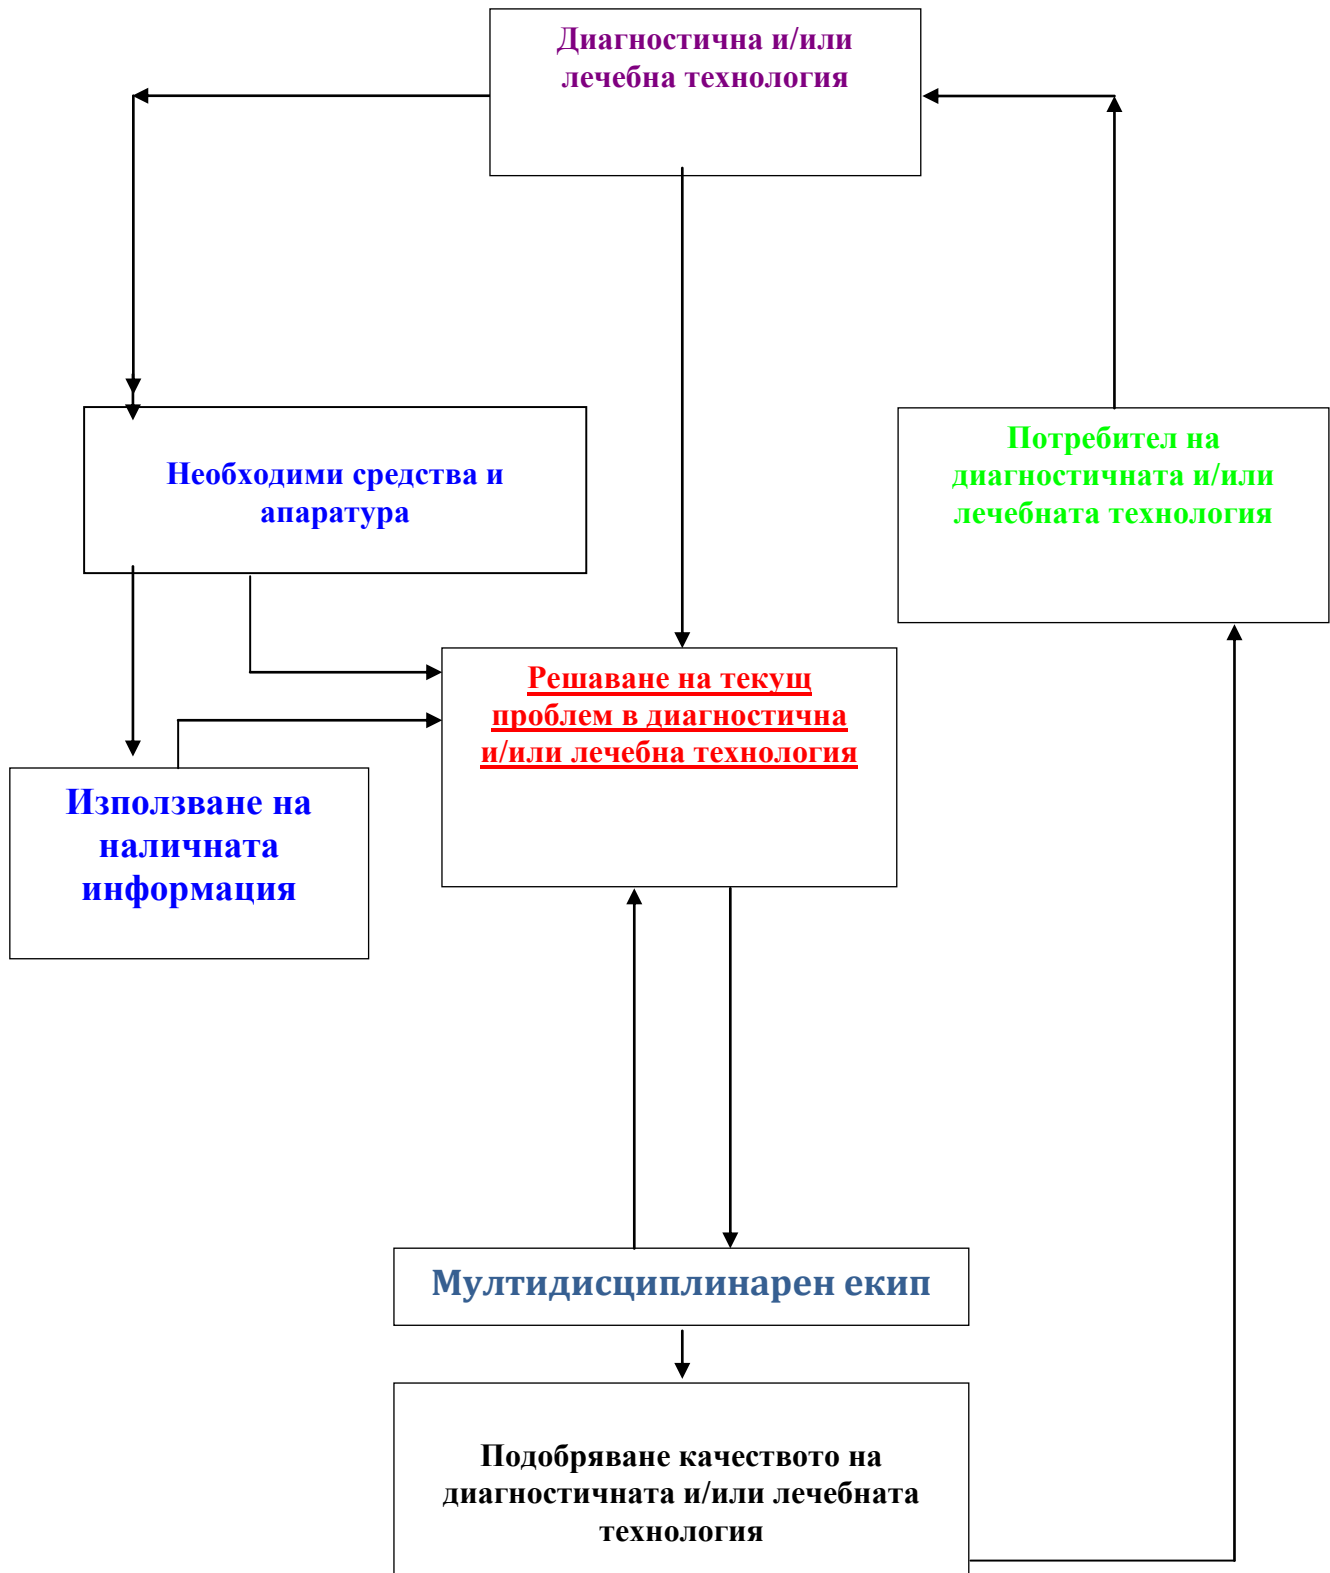 Диагностична и/или
лечебна технология
Необходими средства и
апаратура
Потребител на
диагностичната и/или
лечебната технология
Решаване на текущ
проблем в диагностична
и/или лечебна технология
Използване на
наличната
информация
Мултидисциплинарен екип
Подобряване качеството на
диагностичната и/или лечебната
технология